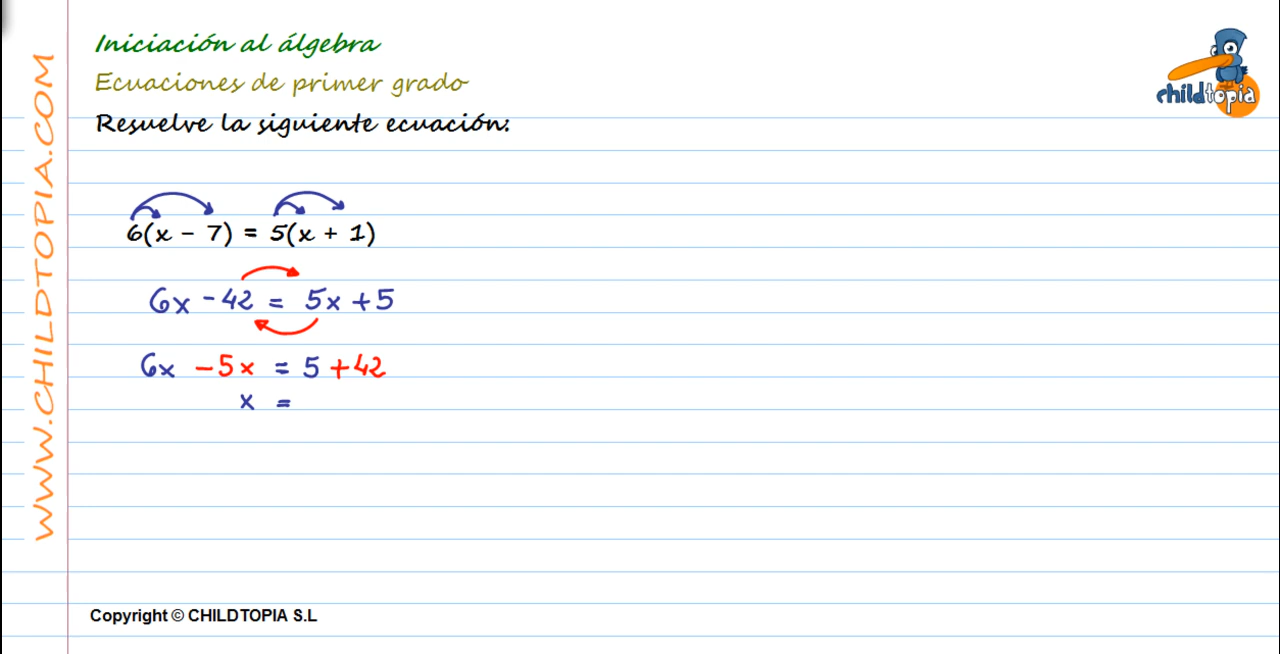 Iniciación al álgebra
Ecuaciones de primer grado
Resuelve la siguiente ecuación:
childtopia
WWW.CHILDTOPIA.COM
6(x - 7) = 5(x + 1)
6x - 42 = 5x + 5
6x - 5x = 5 + 42
x =
Copyright © CHILDTOPIA S.L